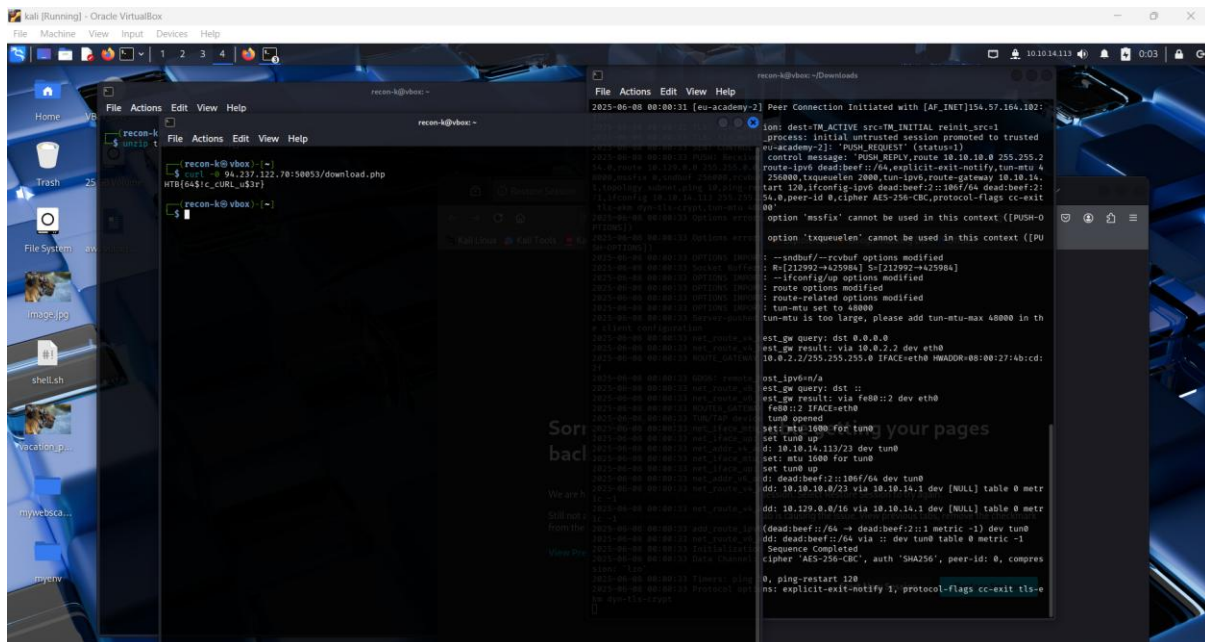 kali [Running] - Oracle VirtualBox
File Machine View Input Devices Help
1 2 3 4
10.10.14.113
0:03
Home
Trash
File System
image.jpg
shell.sh
vacation_p...
mywebsca...
myenv
recon-k@vbox: ~
File Actions Edit View Help
(recon-k
$ unzip t
recon-k@vbox: ~
File Actions Edit View Help
(recon-k㉿vbox)-[~]
$ curl -O 94.237.122.70:50053/download.php
HTB{64$!c_cURL_u$3r}
(recon-k㉿vbox)-[~]
$
recon-k@vbox: ~/Downloads
File Actions Edit View Help
2025-06-08 00:00:31 [eu-academy-2] Peer Connection Initiated with [AF_INET]154.57.164.102:
ion: dest=TM_ACTIVE src=TM_INITIAL reinit_src=1
_process: initial untrusted session promoted to trusted
eu-academy-2]: 'PUSH_REQUEST' (status=1)
control message: 'PUSH_REPLY,route 10.10.10.0 255.255.2
route-ipv6 dead:beef::/64,explicit-exit-notify,tun-mtu 4
256000,txqueuelen 2000,tun-ipv6,route-gateway 10.10.14.
tart 120,ifconfig-ipv6 dead:beef:2::106f/64 dead:beef:2:
54.0,peer-id 0,cipher AES-256-CBC,protocol-flags cc-exit
00'
option 'mssfix' cannot be used in this context ([PUSH-O
PTIONS])
option 'txqueuelen' cannot be used in this context ([PU
SH-OPTIONS])
: --sndbuf/--rcvbuf options modified
: R=[212992→425984] S=[212992→425984]
: --ifconfig/up options modified
: route options modified
: route-related options modified
: tun-mtu set to 48000
tun-mtu is too large, please add tun-mtu-max 48000 in th
e client configuration
est_gw query: dst 0.0.0.0
est_gw result: via 10.0.2.2 dev eth0
10.0.2.2/255.255.255.0 IFACE=eth0 HWADDR=08:00:27:4b:cd:
ost_ipv6=n/a
est_gw query: dst ::
est_gw result: via fe80::2 dev eth0
fe80::2 IFACE=eth0
tun0 opened
set: mtu 1600 for tun0
set tun0 up
d: 10.10.14.113/23 dev tun0
set: mtu 1600 for tun0
set tun0 up
d: dead:beef:2::106f/64 dev tun0
dd: 10.10.10.0/23 via 10.10.14.1 dev [NULL] table 0 metr
dd: 10.129.0.0/16 via 10.10.14.1 dev [NULL] table 0 metr
(dead:beef::/64 → dead:beef:2::1 metric -1) dev tun0
dd: dead:beef::/64 via :: dev tun0 table 0 metric -1
Sequence Completed
cipher 'AES-256-CBC', auth 'SHA256', peer-id: 0, compres
0, ping-restart 120
ns: explicit-exit-notify 1, protocol-flags cc-exit tls-e
km dyn-tls-crypt